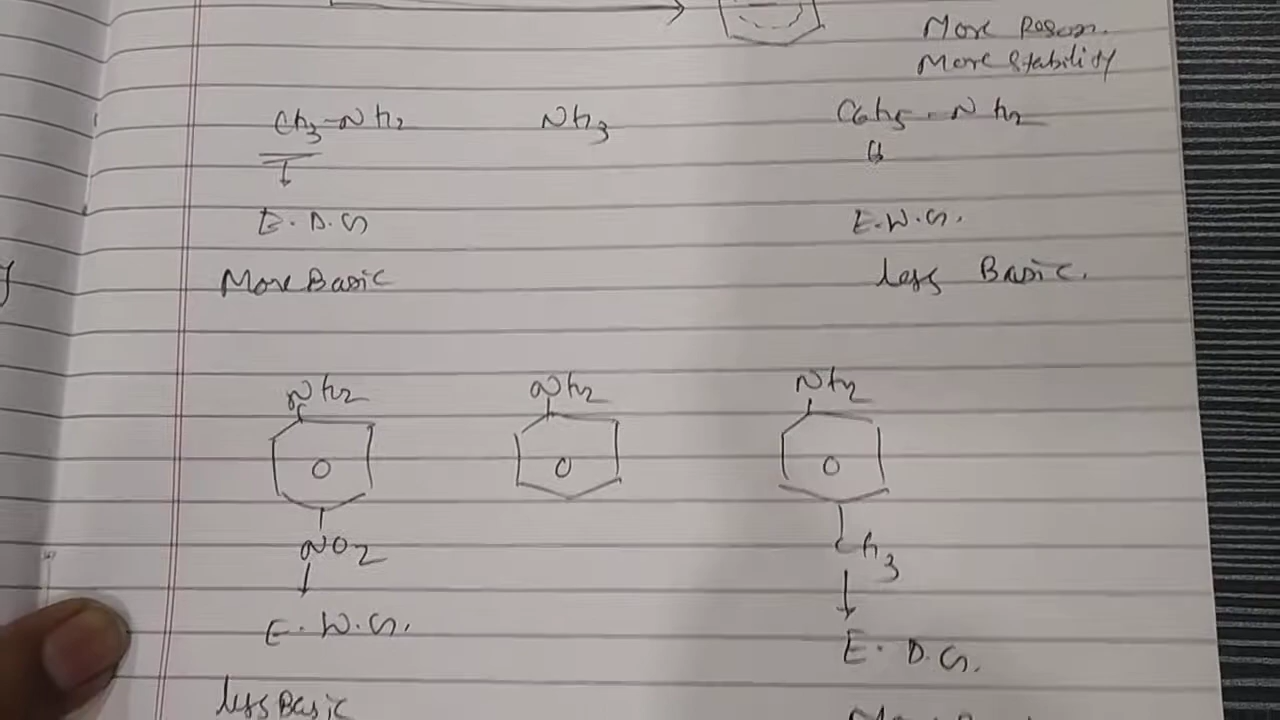 More Reson.
More Stability
CH3-NH2 NH3 C6H5-NH2
E.D.G E.W.G.
More Basic less Basic.
NH2 NH2 NH2
NO2 CH3
E.W.G. E.D.G.
less Basic